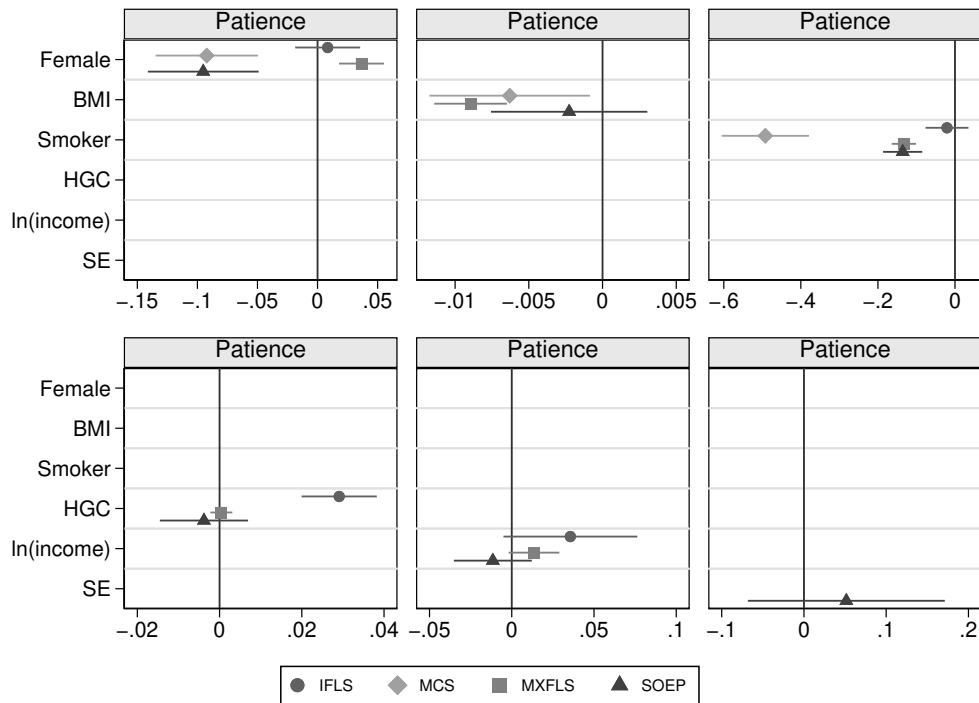 Patience Patience Patience
Female
BMI
Smoker
HGC
ln(income)
SE
−.15 −.1 −.05 0 .05 −.01 −.005 0 .005 −.6 −.4 −.2 0
Patience Patience Patience
Female
BMI
Smoker
HGC
ln(income)
SE
−.02 0 .02 .04 −.05 0 .05 .1 −.1 0 .1 .2
IFLS MCS MXFLS SOEP